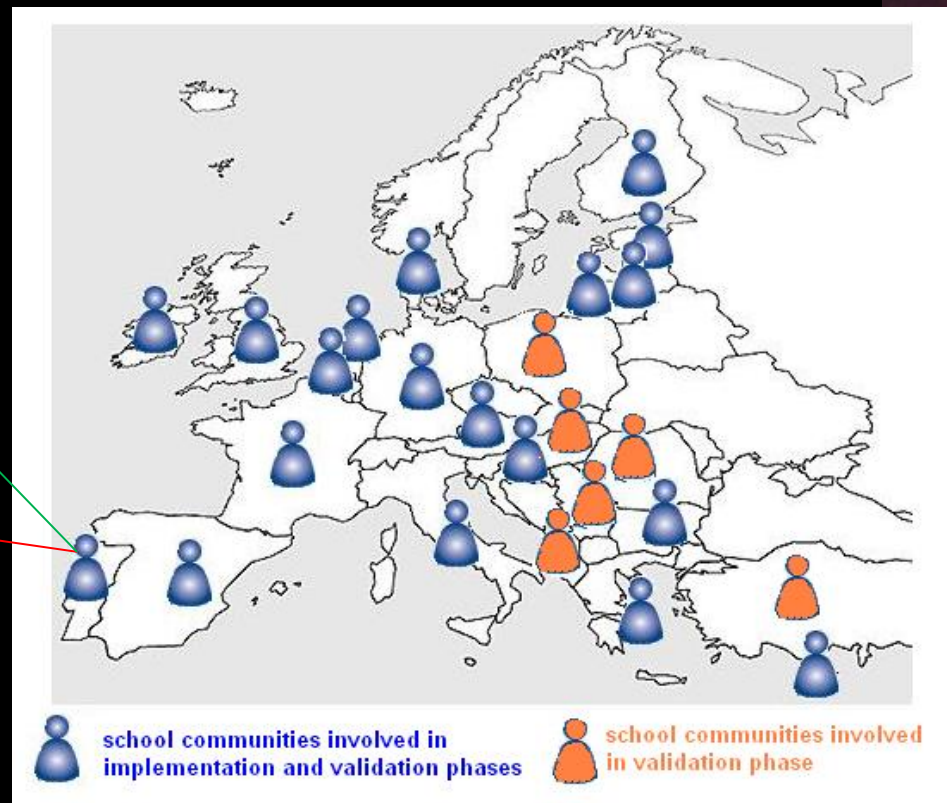 school communities involved in
implementation and validation phases
school communities involved
in validation phase